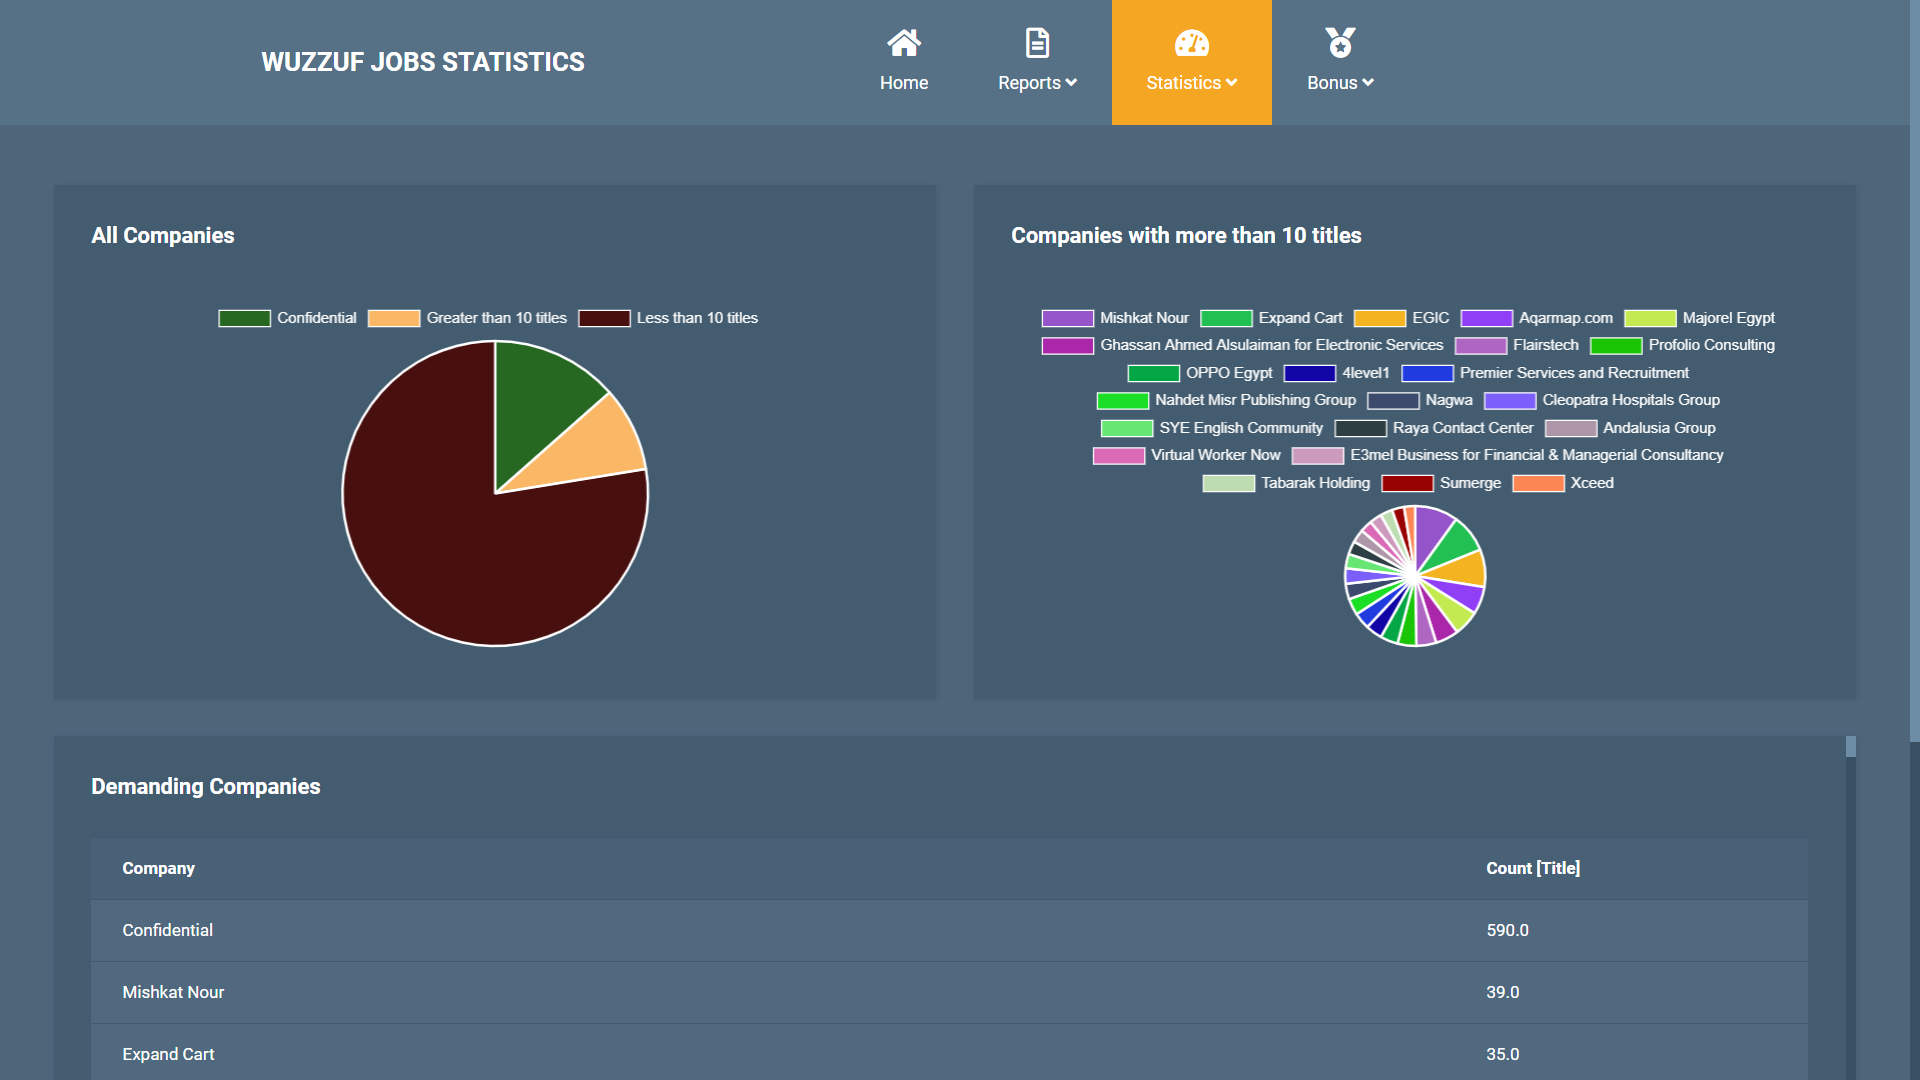 WUZZUF JOBS STATISTICS
Home
Reports
Statistics
Bonus
All Companies
Confidential Greater than 10 titles Less than 10 titles
Companies with more than 10 titles
Mishkat Nour Expand Cart EGIC Aqarmap.com Majorel Egypt
Ghassan Ahmed Alsulaiman for Electronic Services Flairstech Profolio Consulting
OPPO Egypt 4level1 Premier Services and Recruitment
Nahdet Misr Publishing Group Nagwa Cleopatra Hospitals Group
SYE English Community Raya Contact Center Andalusia Group
Virtual Worker Now E3mel Business for Financial & Managerial Consultancy
Tabarak Holding Sumerge Xceed
Demanding Companies
Company Count [Title]
Confidential 590.0
Mishkat Nour 39.0
Expand Cart 35.0